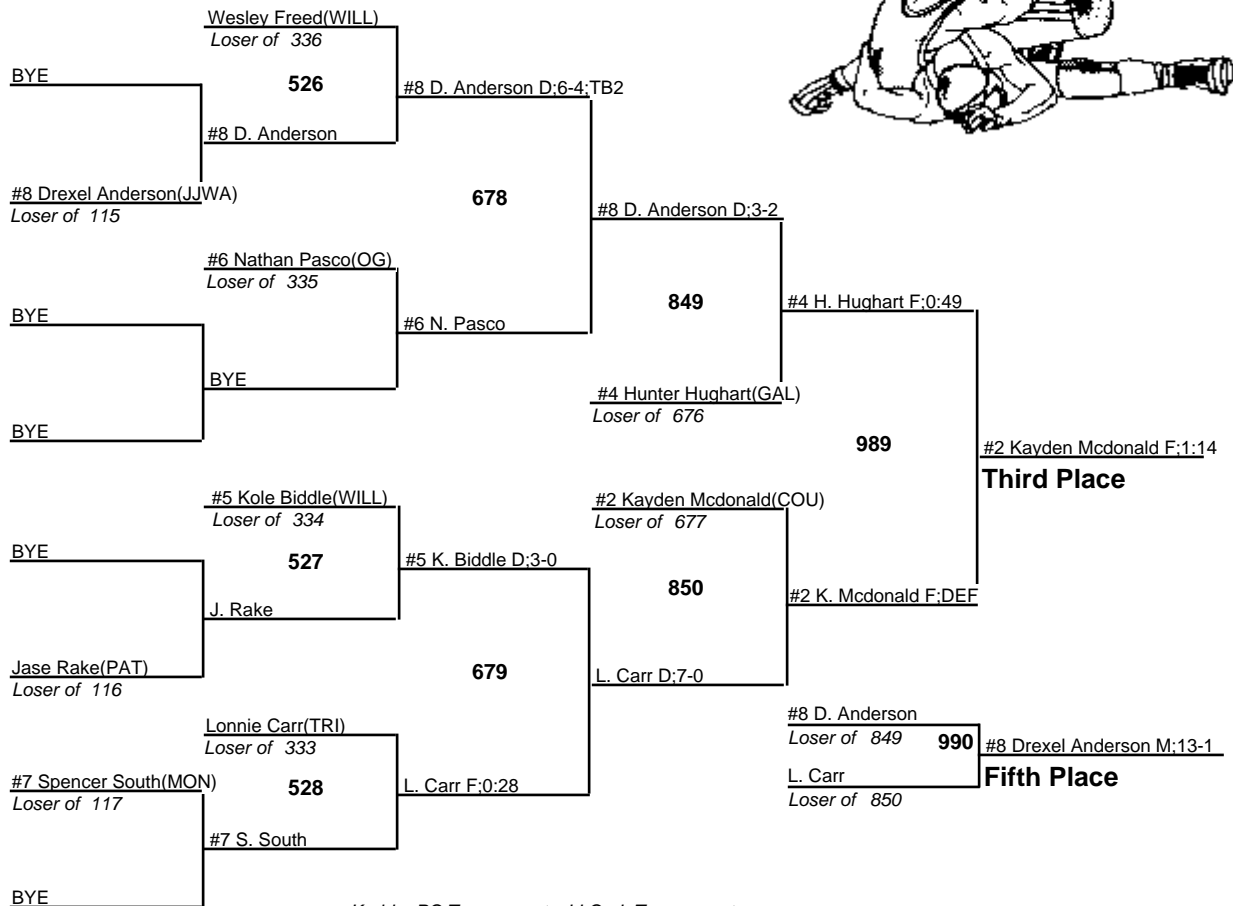 Wesley Freed(WILL)
Loser of 336
BYE
526
#8 D. Anderson D;6-4;TB2
#8 D. Anderson
#8 Drexel Anderson(JJWA)
Loser of 115
678
#8 D. Anderson D;3-2
#6 Nathan Pasco(OG)
Loser of 335
849
#4 H. Hughart F;0:49
BYE
#6 N. Pasco
BYE
#4 Hunter Hughart(GAL)
Loser of 676
BYE
989
#2 Kayden Mcdonald F;1:14
Third Place
#5 Kole Biddle(WILL)
Loser of 334
#2 Kayden Mcdonald(COU)
Loser of 677
BYE
527
#5 K. Biddle D;3-0
850
#2 K. Mcdonald F;DEF
J. Rake
Jase Rake(PAT)
Loser of 116
679
L. Carr D;7-0
Lonnie Carr(TRI)
Loser of 333
#8 D. Anderson
Loser of 849
990
#8 Drexel Anderson M;13-1
Fifth Place
#7 Spencer South(MON)
Loser of 117
528
L. Carr F;0:28
L. Carr
Loser of 850
#7 S. South
BYE